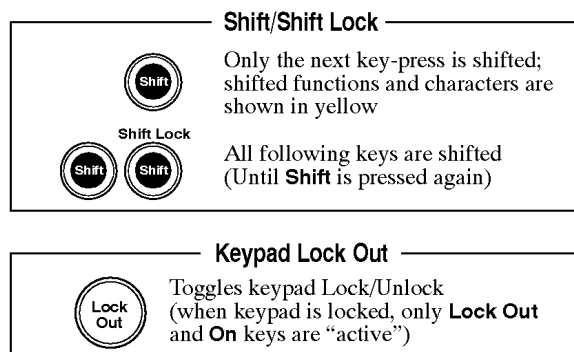 Shift/Shift Lock
Shift
Only the next key-press is shifted;
shifted functions and characters are
shown in yellow
Shift Lock
Shift Shift
All following keys are shifted
(Until Shift is pressed again)
Keypad Lock Out
Lock
Out
Toggles keypad Lock/Unlock
(when keypad is locked, only Lock Out
and On keys are “active”)